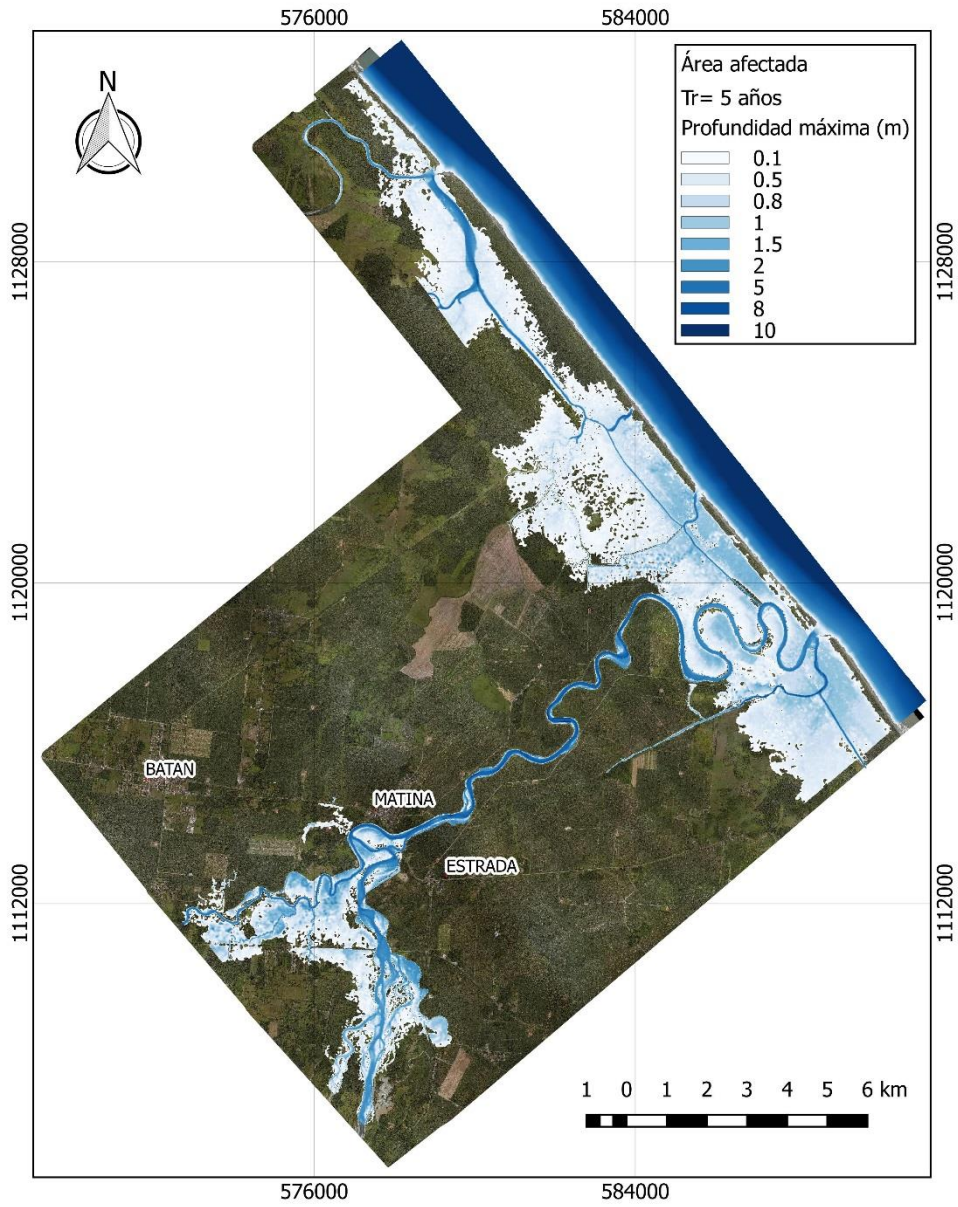 576000 584000
N
Área afectada
Tr= 5 años
Profundidad máxima (m)
0.1
0.5
0.8
1
1.5
2
5
8
10
1128000 1128000
1120000 1120000
BATAN
MATINA
ESTRADA
1112000 1112000
1 0 1 2 3 4 5 6 km
576000 584000